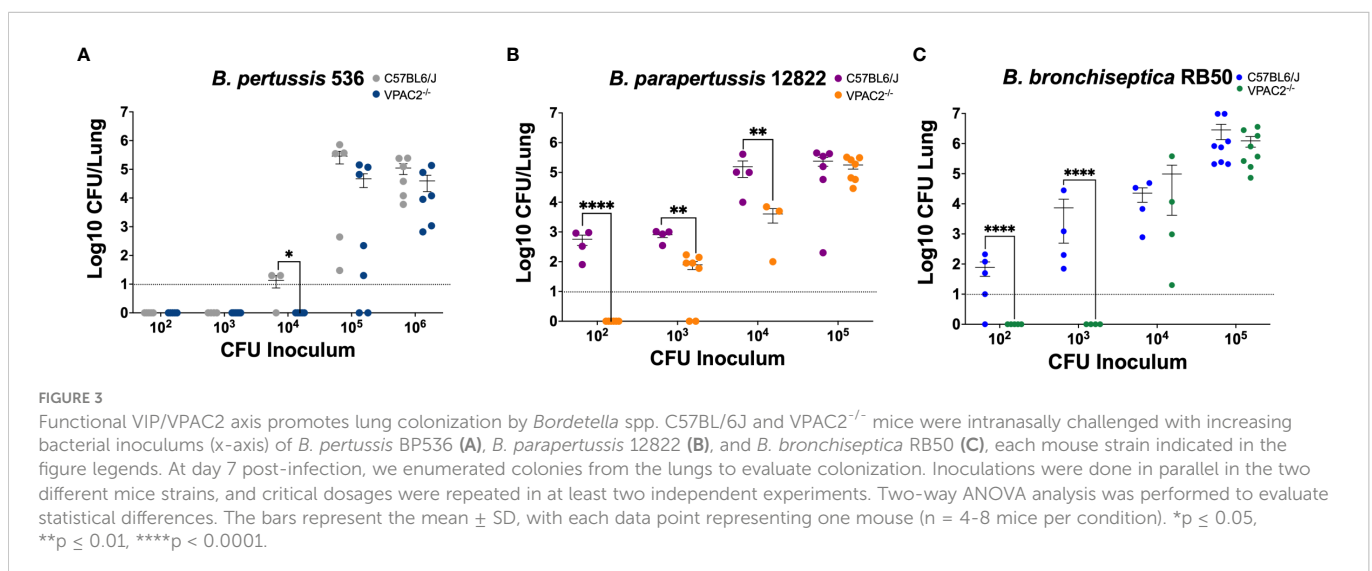 A
B. pertussis 536
C57BL6/J
VPAC2-/-
Log10 CFU/Lung
7
6
5
4
3
2
1
0
*
10²
10³
10⁴
10⁵
10⁶
CFU Inoculum
B
B. parapertussis 12822
C57BL6/J
VPAC2-/-
Log10 CFU/Lung
7
6
5
4
3
2
1
0
****
**
**
10²
10³
10⁴
10⁵
CFU Inoculum
C
B. bronchiseptica RB50
C57BL6/J
VPAC2-/-
Log10 CFU Lung
7
6
5
4
3
2
1
0
****
****
10²
10³
10⁴
10⁵
CFU Inoculum
FIGURE 3
Functional VIP/VPAC2 axis promotes lung colonization by Bordetella spp. C57BL/6J and VPAC2-/- mice were intranasally challenged with increasing
bacterial inoculums (x-axis) of B. pertussis BP536 (A), B. parapertussis 12822 (B), and B. bronchiseptica RB50 (C), each mouse strain indicated in the
figure legends. At day 7 post-infection, we enumerated colonies from the lungs to evaluate colonization. Inoculations were done in parallel in the two
different mice strains, and critical dosages were repeated in at least two independent experiments. Two-way ANOVA analysis was performed to evaluate
statistical differences. The bars represent the mean ± SD, with each data point representing one mouse (n = 4-8 mice per condition). *p ≤ 0.05,
**p ≤ 0.01, ****p < 0.0001.